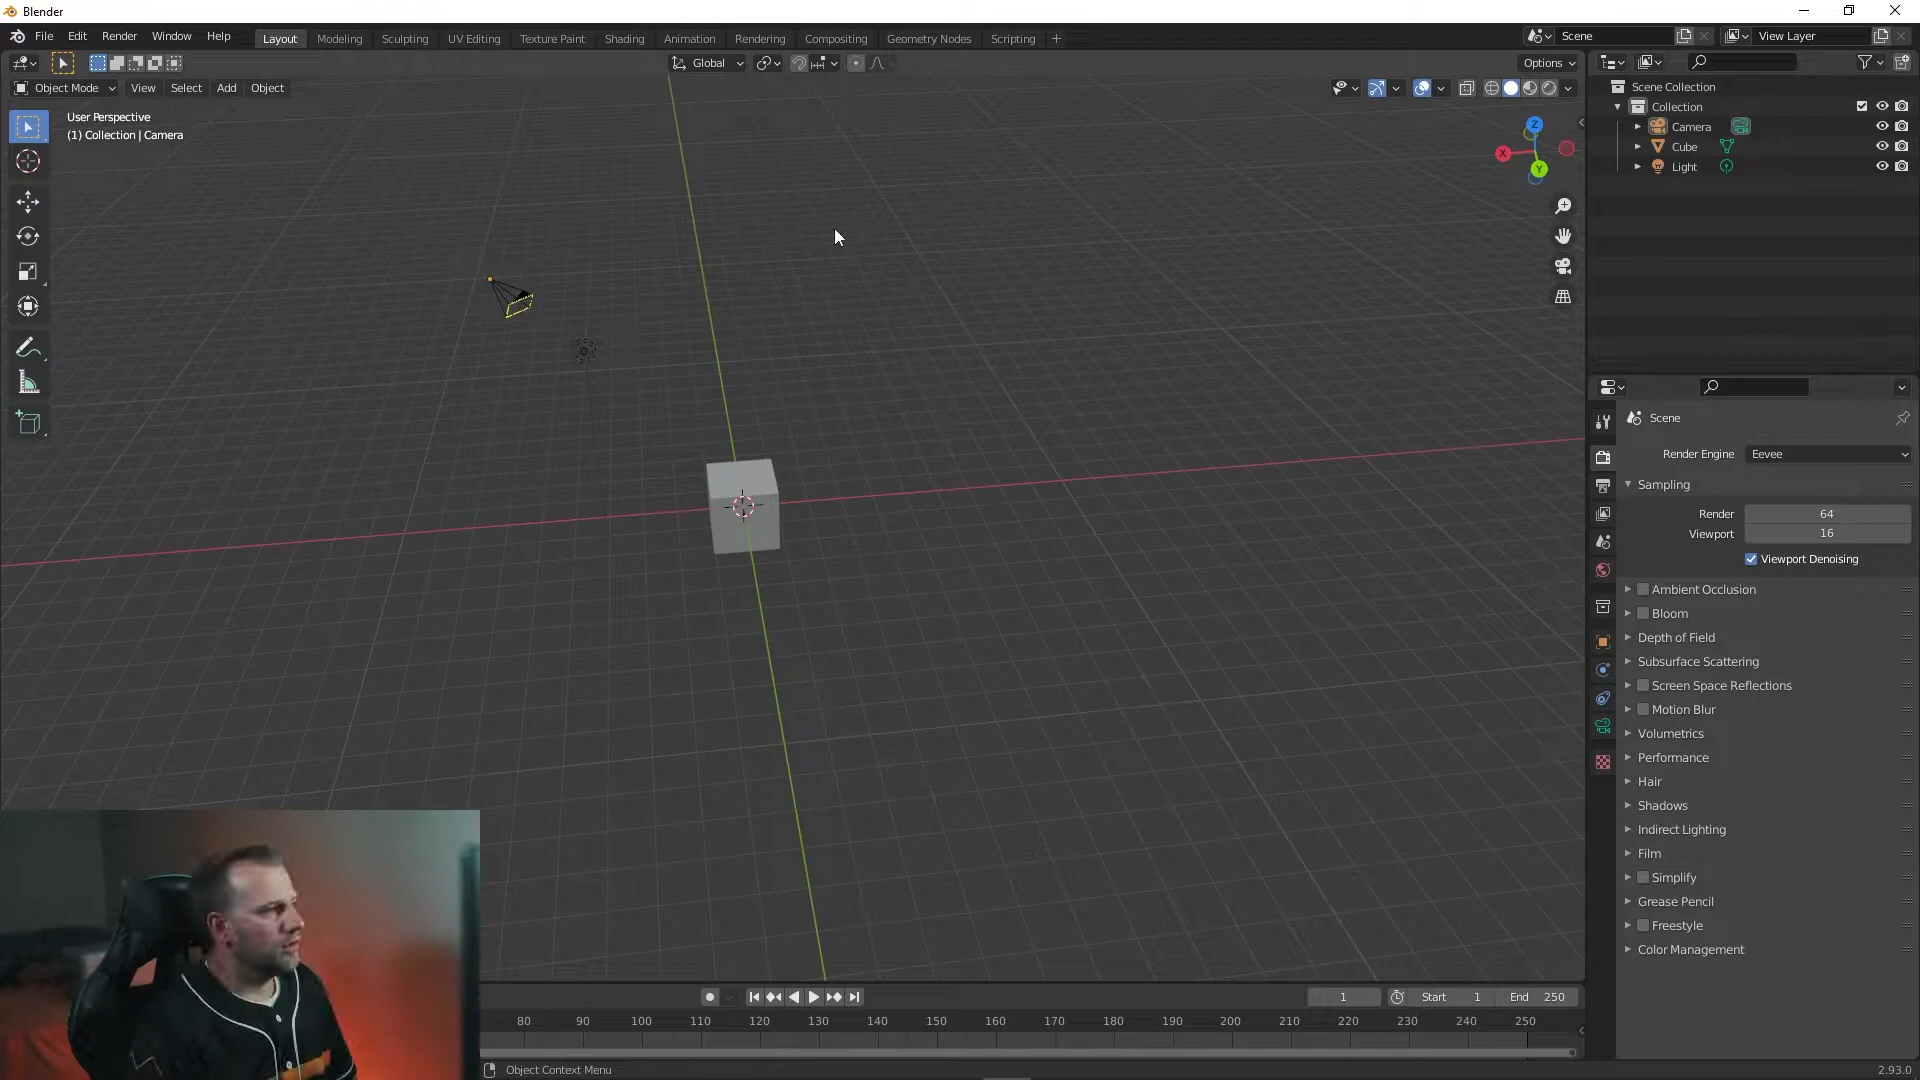 Blender
File Edit Render Window Help
Layout Modeling Sculpting UV Editing Texture Paint Shading Animation Rendering Compositing Geometry Nodes Scripting +
Scene
View Layer
Global
Options
Object Mode View Select Add Object
User Perspective
(1) Collection | Camera
Z
X
Y
Scene Collection
Collection
Camera
Cube
Light
Scene
Render Engine Eevee
Sampling
Render 64
Viewport 16
Viewport Denoising
Ambient Occlusion
Bloom
Depth of Field
Subsurface Scattering
Screen Space Reflections
Motion Blur
Volumetrics
Performance
Hair
Shadows
Indirect Lighting
Film
Simplify
Grease Pencil
Freestyle
Color Management
1 Start 1 End 250
80 90 100 110 120 130 140 150 160 170 180 190 200 210 220 230 240 250
Object Context Menu
2.93.0